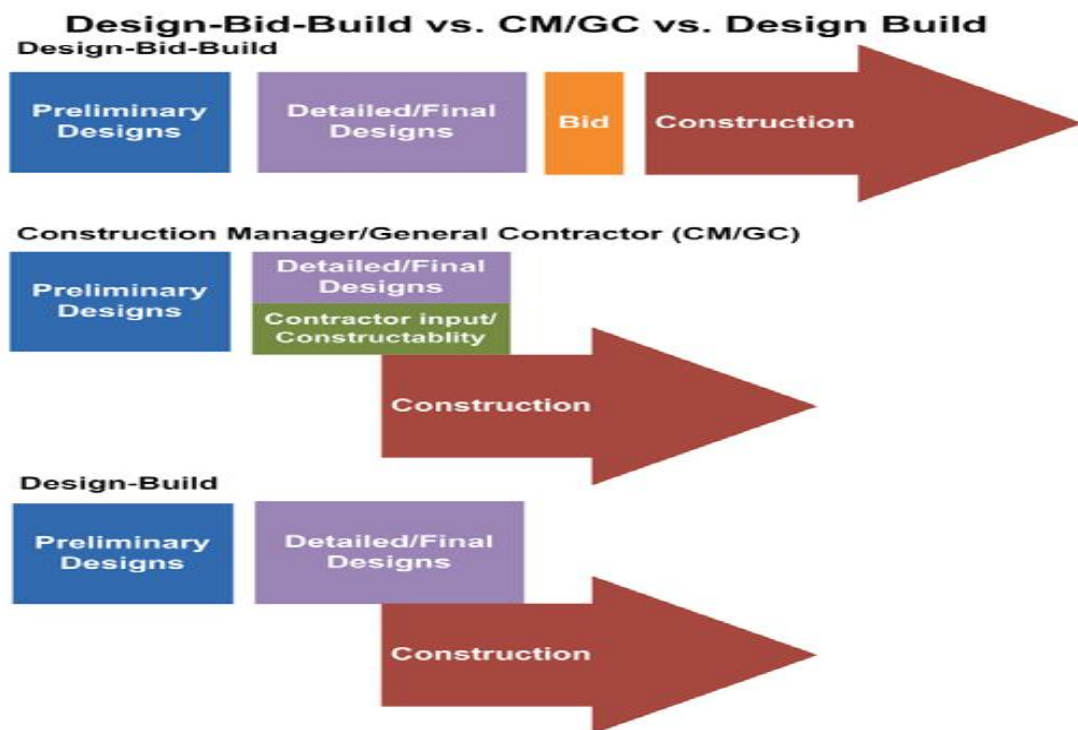 Design-Bid-Build vs. CM/GC vs. Design Build
Design-Bid-Build
Preliminary
Designs
Detailed/Final
Designs
Bid
Construction
Construction Manager/General Contractor (CM/GC)
Preliminary
Designs
Detailed/Final
Designs
Contractor input/
Constructablity
Construction
Design-Build
Preliminary
Designs
Detailed/Final
Designs
Construction